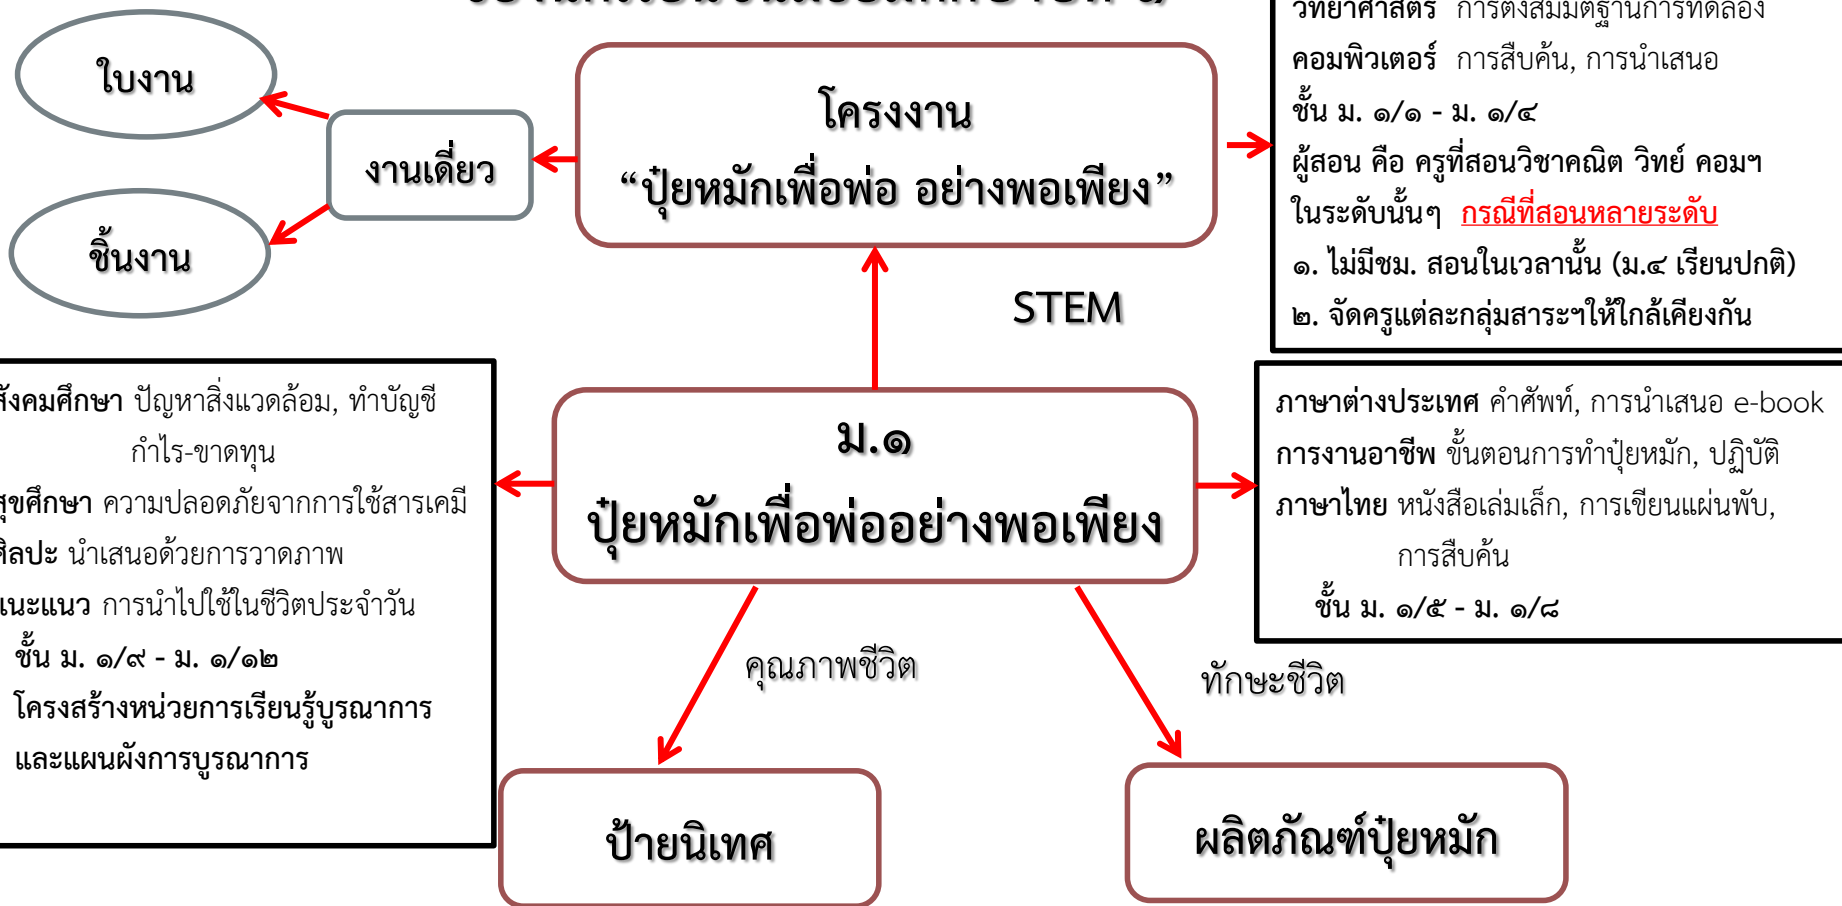 วิทยาศาสตร์ การตั้งสมมติฐานการทดลอง
คอมพิวเตอร์ การสืบค้น, การนำเสนอ
ชั้น ม. ๑/๑ - ม. ๑/๔
ผู้สอน คือ ครูที่สอนวิชาคณิต วิทย์ คอมฯ
ในระดับนั้นๆ กรณีที่สอนหลายระดับ
๑. ไม่มีชม. สอนในเวลานั้น (ม.๔ เรียนปกติ)
๒. จัดครูแต่ละกลุ่มสาระฯให้ใกล้เคียงกัน
ใบงาน
ชิ้นงาน
งานเดี่ยว
โครงงาน
“ปุ๋ยหมักเพื่อพ่อ อย่างพอเพียง”
STEM
สังคมศึกษา ปัญหาสิ่งแวดล้อม, ทำบัญชี
กำไร-ขาดทุน
สุขศึกษา ความปลอดภัยจากการใช้สารเคมี
ศิลปะ นำเสนอด้วยการวาดภาพ
แนะแนว การนำไปใช้ในชีวิตประจำวัน
ชั้น ม. ๑/๙ - ม. ๑/๑๒
โครงสร้างหน่วยการเรียนรู้บูรณาการ
และแผนผังการบูรณาการ
ม.๑
ปุ๋ยหมักเพื่อพ่ออย่างพอเพียง
ภาษาต่างประเทศ คำศัพท์, การนำเสนอ e-book
การงานอาชีพ ขั้นตอนการทำปุ๋ยหมัก, ปฏิบัติ
ภาษาไทย หนังสือเล่มเล็ก, การเขียนแผ่นพับ,
การสืบค้น
ชั้น ม. ๑/๕ - ม. ๑/๘
คุณภาพชีวิต
ทักษะชีวิต
ป้ายนิเทศ
ผลิตภัณฑ์ปุ๋ยหมัก